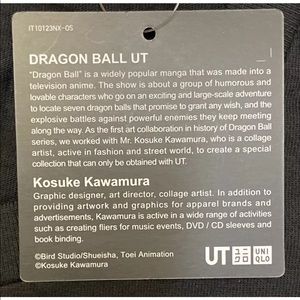 IT10123NX-OS
DRAGON BALL UT
"Dragon Ball" is a widely popular manga that was made into a
television anime. The show is about a group of humorous and
lovable characters who go on an exciting and large-scale adventure
to locate seven dragon balls that promise to grant any wish, and the
explosive battles against powerful enemies they keep meeting
along the way. As the first art collaboration in history of Dragon Ball
series, we worked with Mr. Kosuke Kawamura, who is a collage
artist, active in fashion and street world, to create a special
collection that can only be obtained with UT.
Kosuke Kawamura
Graphic designer, art director, collage artist. In addition to
providing artwork and graphics for apparel brands and
advertisements, Kawamura is active in a wide range of activities
such as creating fliers for music events, DVD / CD sleeves and
book binding.
©Bird Studio/Shueisha, Toei Animation
©Kosuke Kawamura
UT ユニクロ UNIQLO